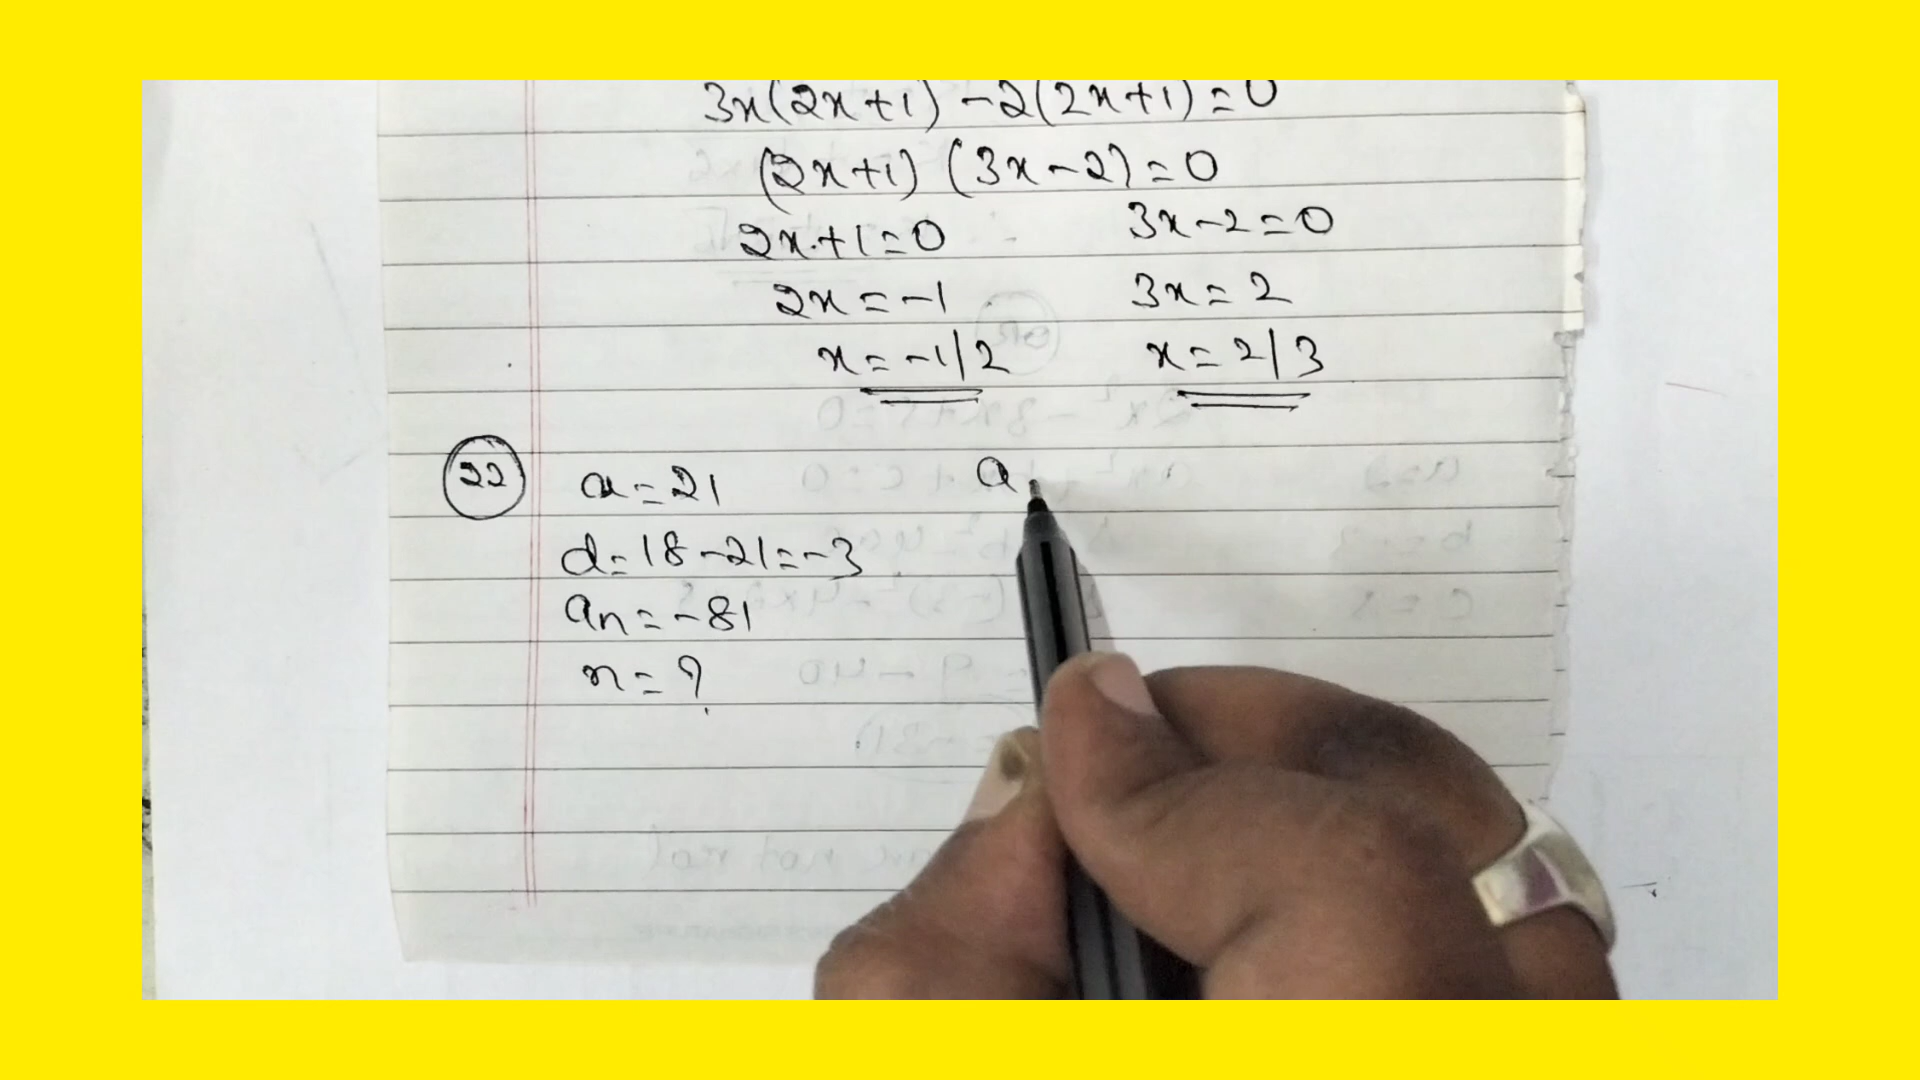 3x(2x+1) -2(2x+1)=0
(2x+1) (3x-2)=0
2x+1=0 3x-2=0
2x=-1 3x=2
x=-1/2 x=2/3
22 a=21 a
d=18-21=-3
an=-81
n=?